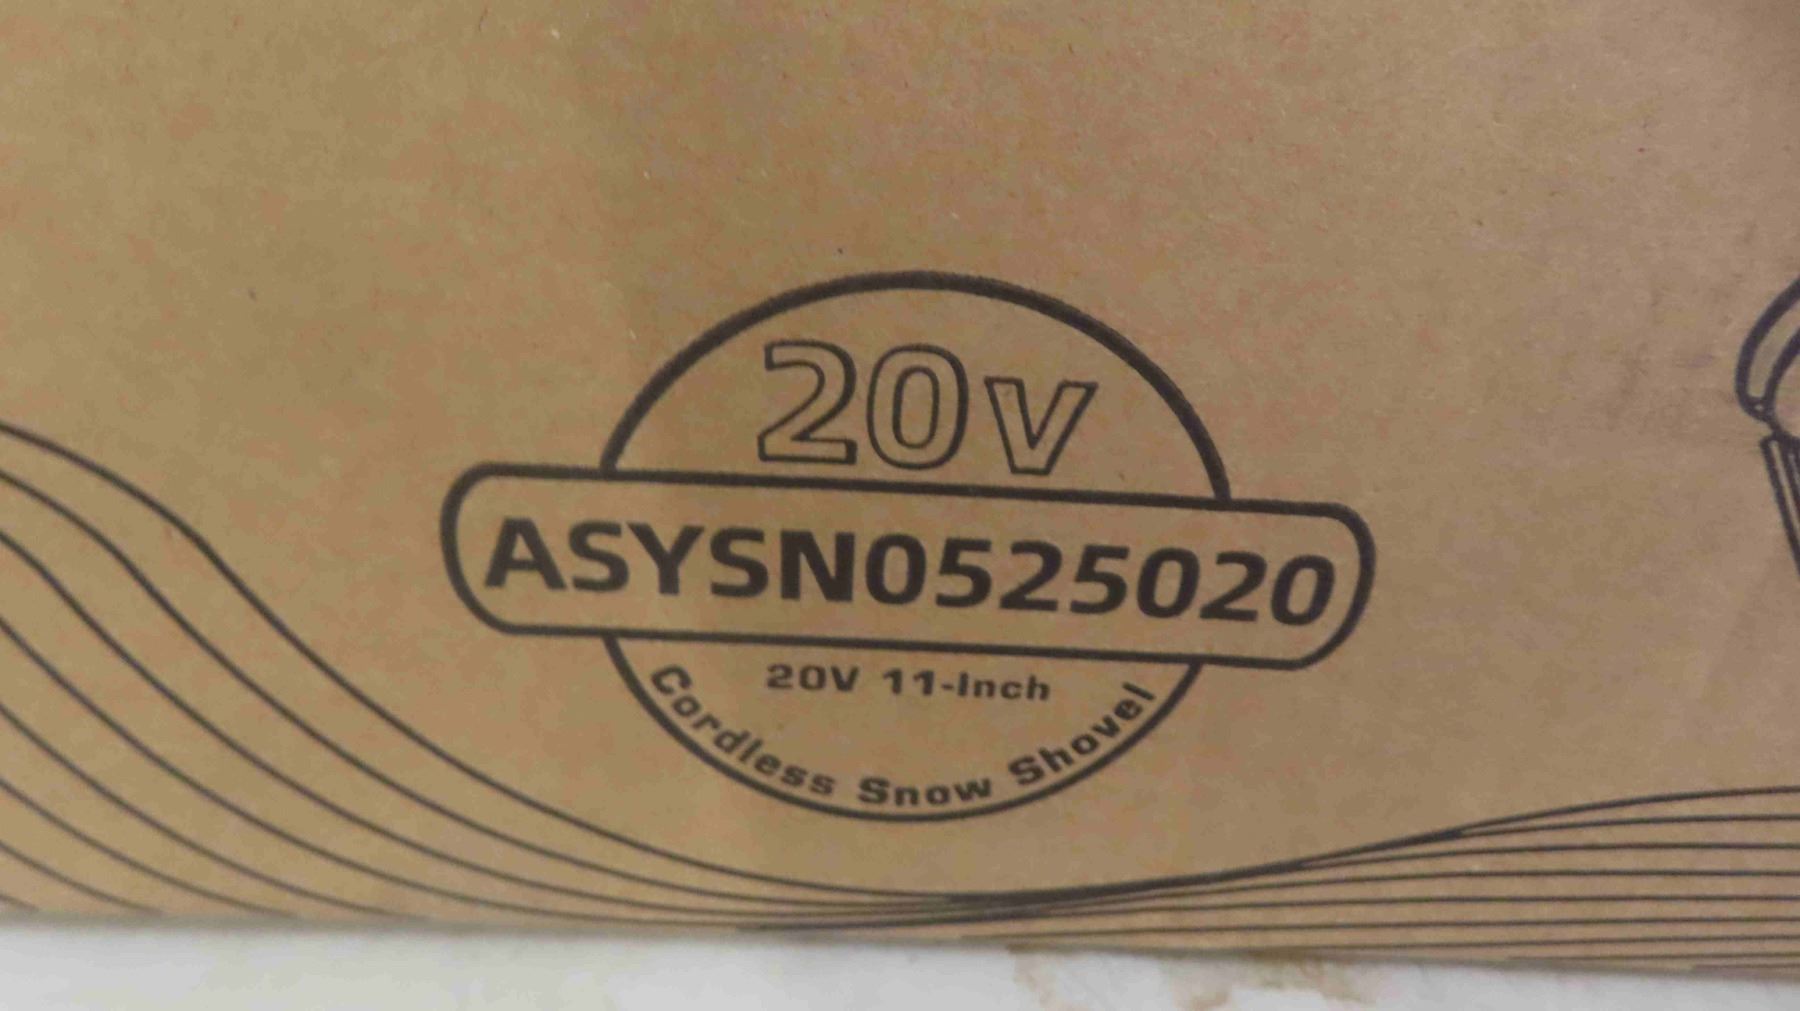 20V
ASYSN0525020
20V 11-Inch
Cordless Snow Shovel